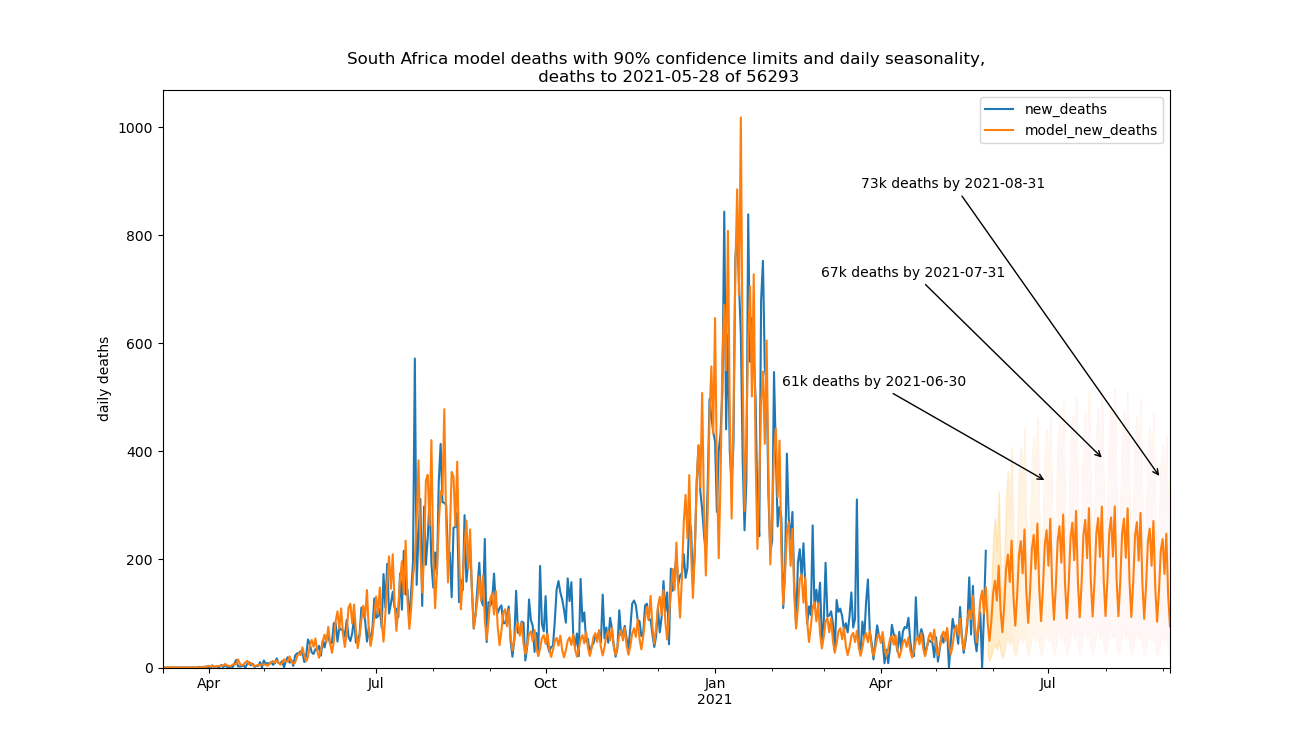 South Africa model deaths with 90% confidence limits and daily seasonality,
deaths to 2021-05-28 of 56293
new_deaths
model_new_deaths
73k deaths by 2021-08-31
67k deaths by 2021-07-31
61k deaths by 2021-06-30
daily deaths
1000
800
600
400
200
0
Apr
Jul
Oct
Jan
2021
Apr
Jul